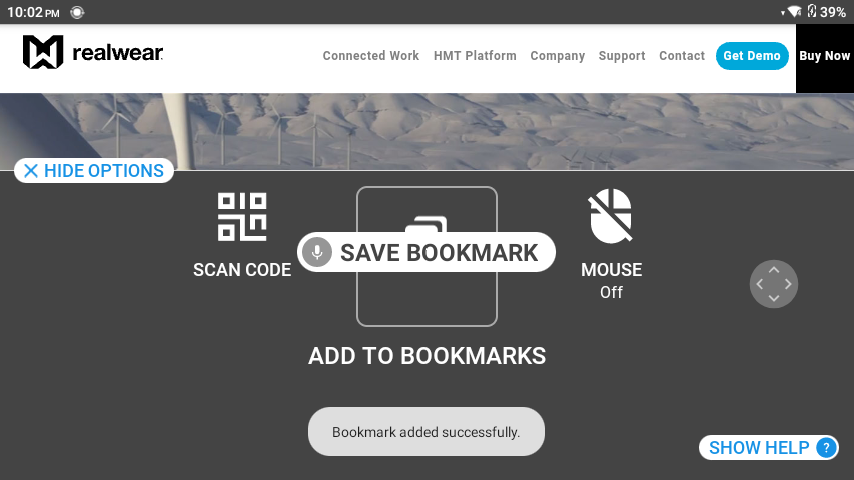 10:02 PM
39%
realwear
Connected Work
HMT Platform
Company
Support
Contact
Get Demo
Buy Now
HIDE OPTIONS
SCAN CODE
SAVE BOOKMARK
MOUSE
Off
ADD TO BOOKMARKS
Bookmark added successfully.
SHOW HELP ?